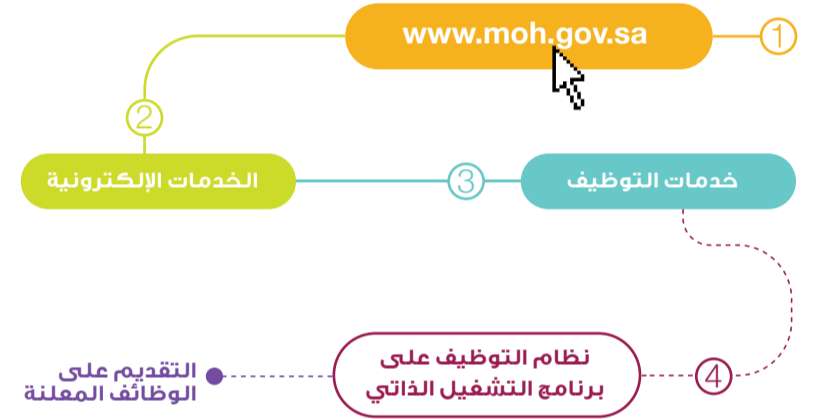 1
www.moh.gov.sa
2
الخدمات الإلكترونية
3
خدمات التوظيف
4
نظام التوظيف على
برنامج التشغيل الذاتي
التقديم على
الوظائف المعلنة